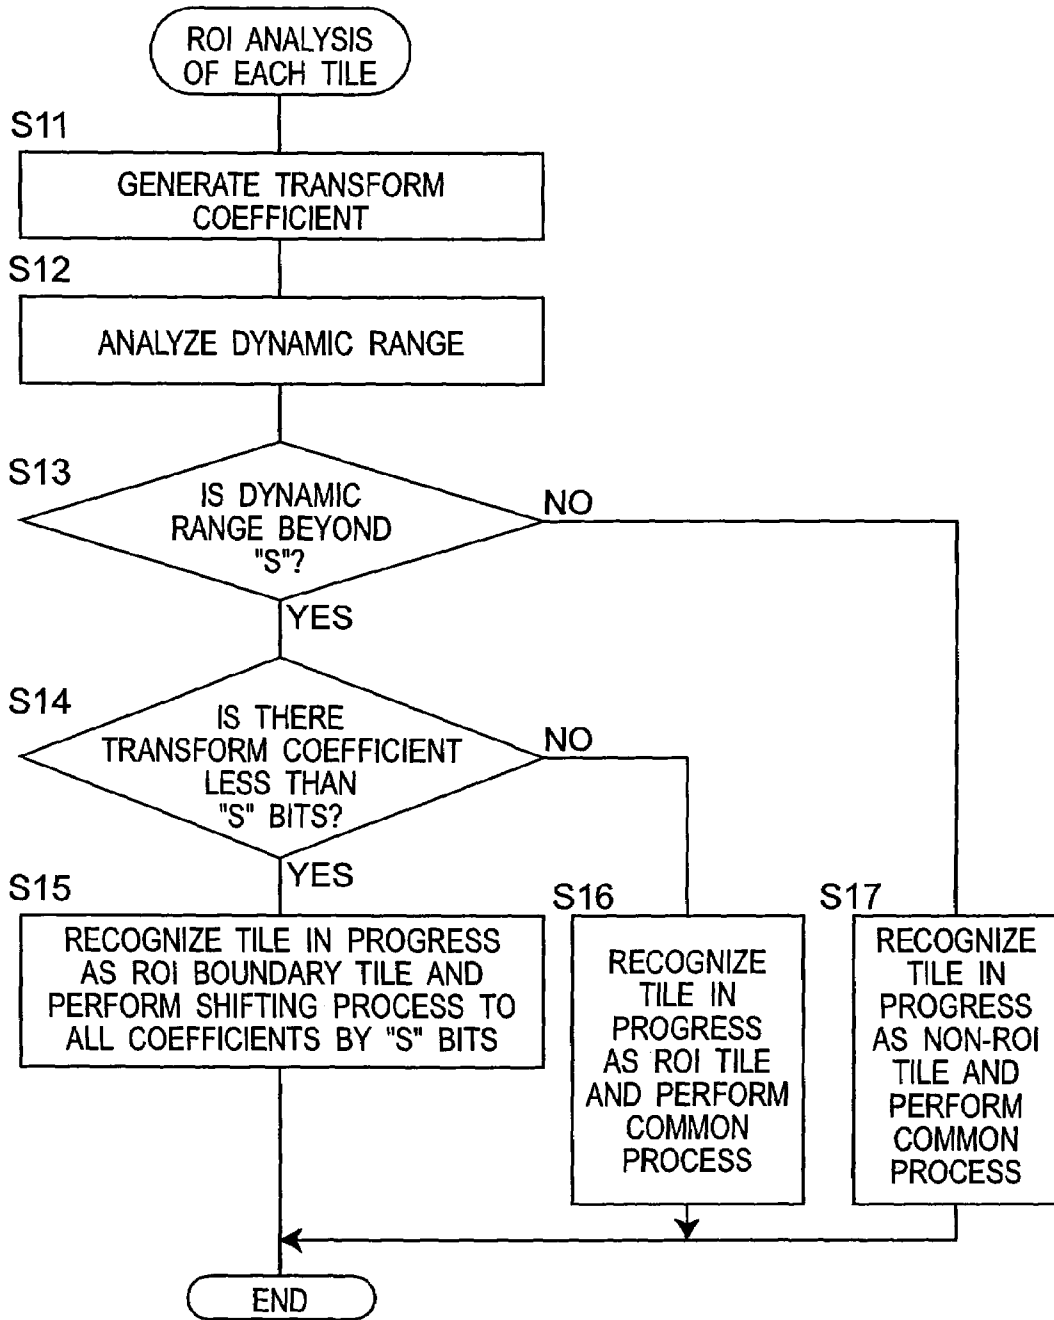 ROI ANALYSIS
OF EACH TILE
S11
GENERATE TRANSFORM
COEFFICIENT
S12
ANALYZE DYNAMIC RANGE
S13
IS DYNAMIC
RANGE BEYOND
"S"?
NO
YES
S14
IS THERE
TRANSFORM COEFFICIENT
LESS THAN
"S" BITS?
NO
YES
S15
RECOGNIZE TILE IN PROGRESS
AS ROI BOUNDARY TILE AND
PERFORM SHIFTING PROCESS TO
ALL COEFFICIENTS BY "S" BITS
S16
RECOGNIZE
TILE IN
PROGRESS
AS ROI TILE
AND PERFORM
COMMON
PROCESS
S17
RECOGNIZE
TILE IN
PROGRESS
AS NON-ROI
TILE AND
PERFORM
COMMON
PROCESS
END